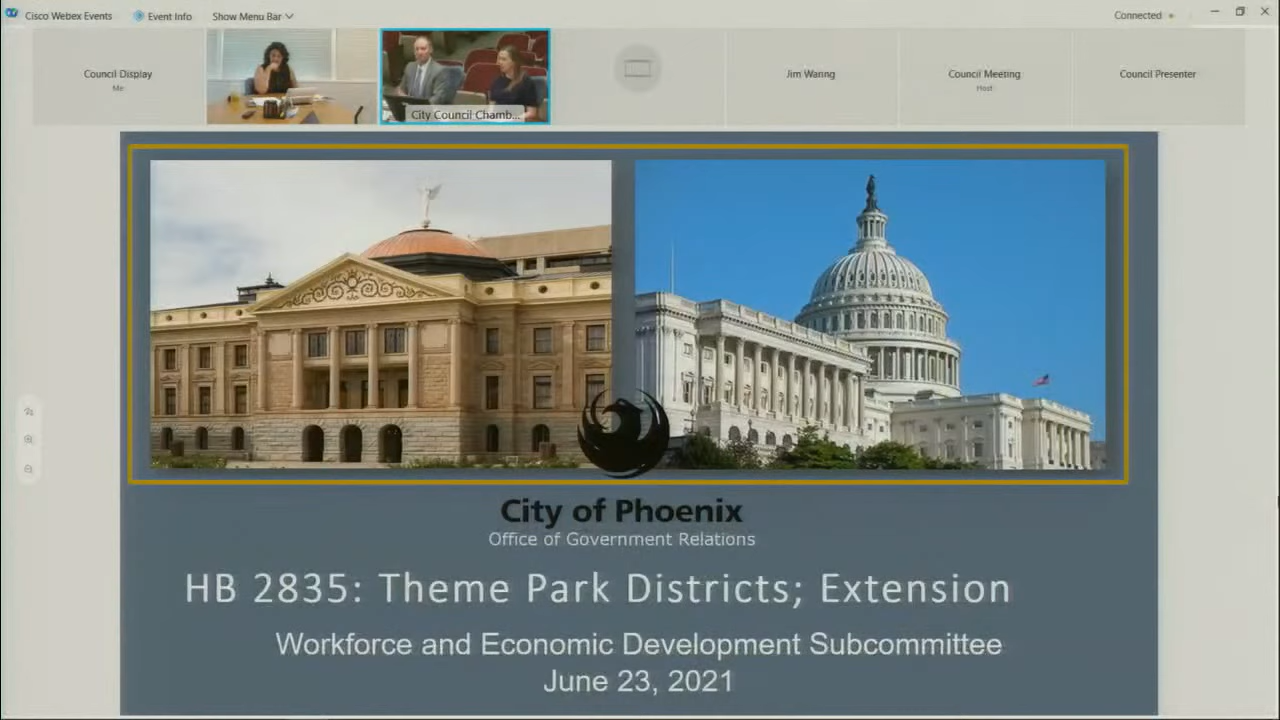 Cisco Webex Events
Event Info
Show Menu Bar
Connected
Council Display
Me
City Council Chamb...
Jim Waring
Council Meeting
Host
Council Presenter
City of Phoenix
Office of Government Relations
HB 2835: Theme Park Districts; Extension
Workforce and Economic Development Subcommittee
June 23, 2021